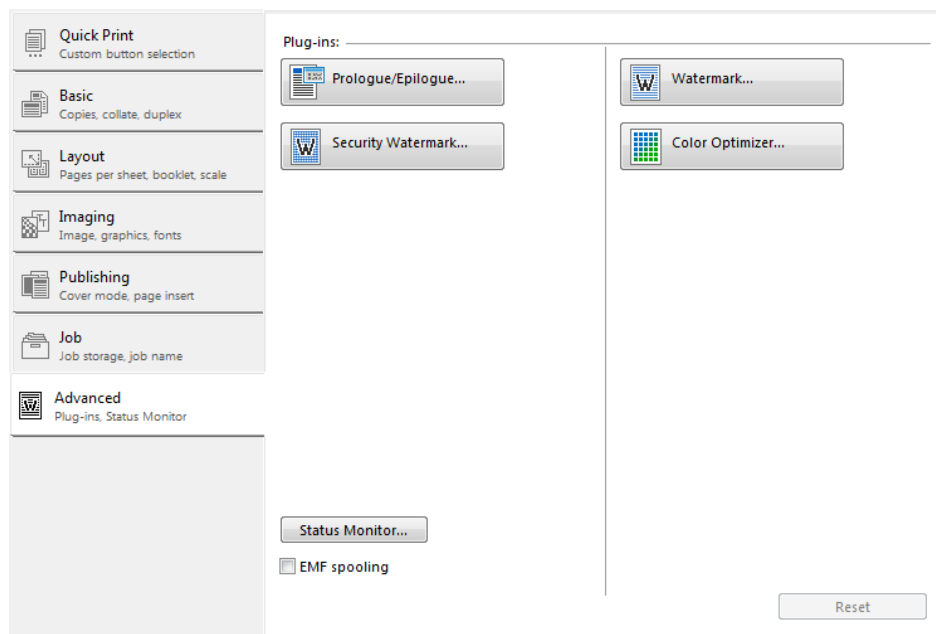 Quick Print
Custom button selection
Basic
Copies, collate, duplex
Layout
Pages per sheet, booklet, scale
Imaging
Image, graphics, fonts
Publishing
Cover mode, page insert
Job
Job storage, job name
Advanced
Plug-ins, Status Monitor
Plug-ins:
Prologue/Epilogue...
Watermark...
Security Watermark...
Color Optimizer...
Status Monitor...
EMF spooling
Reset